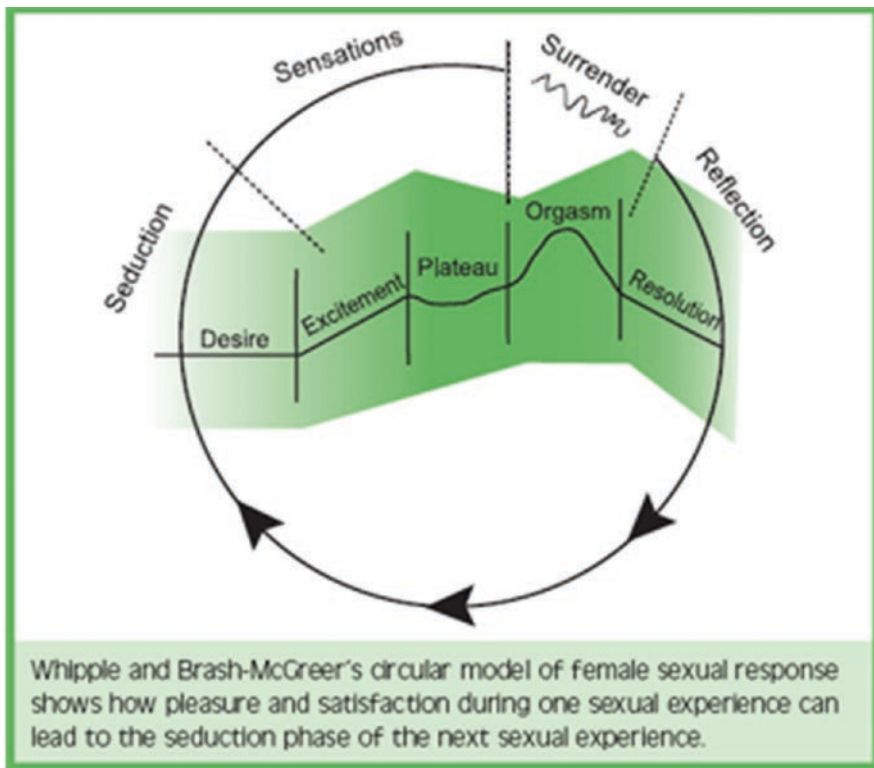 Sensations
Surrender
Reflection
Seduction
Orgasm
Plateau
Excitement
Resolution
Desire
Whipple and Brash-McGreer's circular model of female sexual response
shows how pleasure and satisfaction during one sexual experience can
lead to the seduction phase of the next sexual experience.